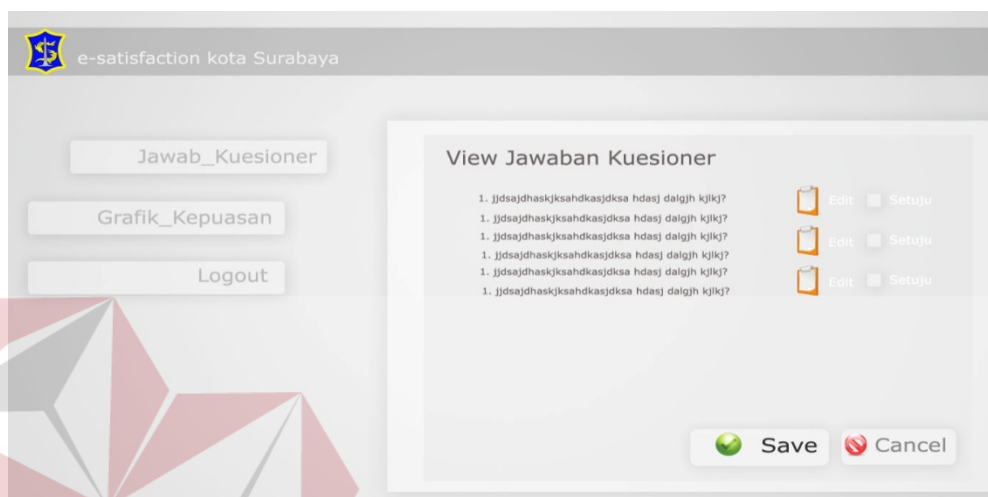 e-satisfaction kota Surabaya
Jawab_Kuesioner
Grafik_Kepuasan
Logout
View Jawaban Kuesioner
1. jjdsajdhaskjksahdkasjdksa hdasj dalgjh kjlkj?
1. jjdsajdhaskjksahdkasjdksa hdasj dalgjh kjlkj?
1. jjdsajdhaskjksahdkasjdksa hdasj dalgjh kjlkj?
1. jjdsajdhaskjksahdkasjdksa hdasj dalgjh kjlkj?
1. jjdsajdhaskjksahdkasjdksa hdasj dalgjh kjlkj?
1. jjdsajdhaskjksahdkasjdksa hdasj dalgjh kjlkj?
Edit Setuju
Edit Setuju
Edit Setuju
Save Cancel